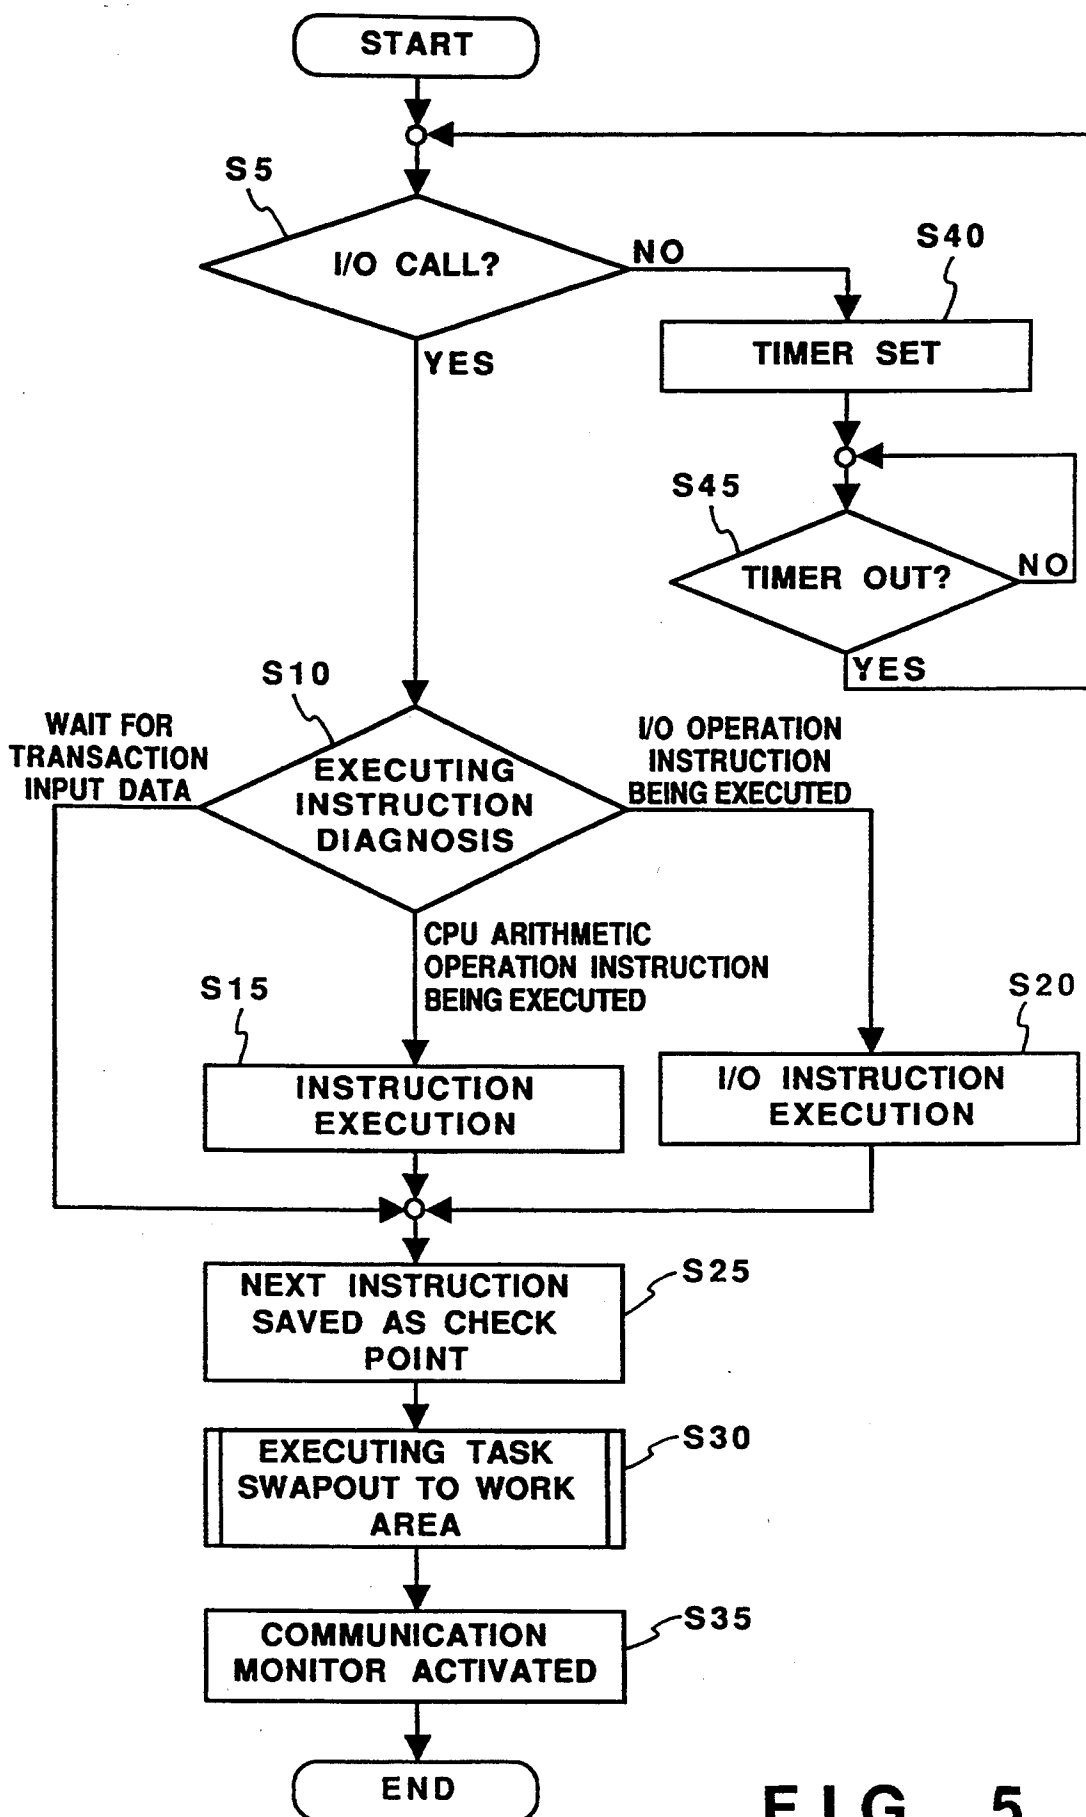 START
S5
I/O CALL?
NO
S40
TIMER SET
YES
S45
TIMER OUT?
NO
YES
S10
WAIT FOR
TRANSACTION
INPUT DATA
EXECUTING
INSTRUCTION
DIAGNOSIS
I/O OPERATION
INSTRUCTION
BEING EXECUTED
CPU ARITHMETIC
OPERATION INSTRUCTION
BEING EXECUTED
S15
INSTRUCTION
EXECUTION
S20
I/O INSTRUCTION
EXECUTION
S25
NEXT INSTRUCTION
SAVED AS CHECK
POINT
S30
EXECUTING TASK
SWAPOUT TO WORK
AREA
S35
COMMUNICATION
MONITOR ACTIVATED
END
FIG. 5